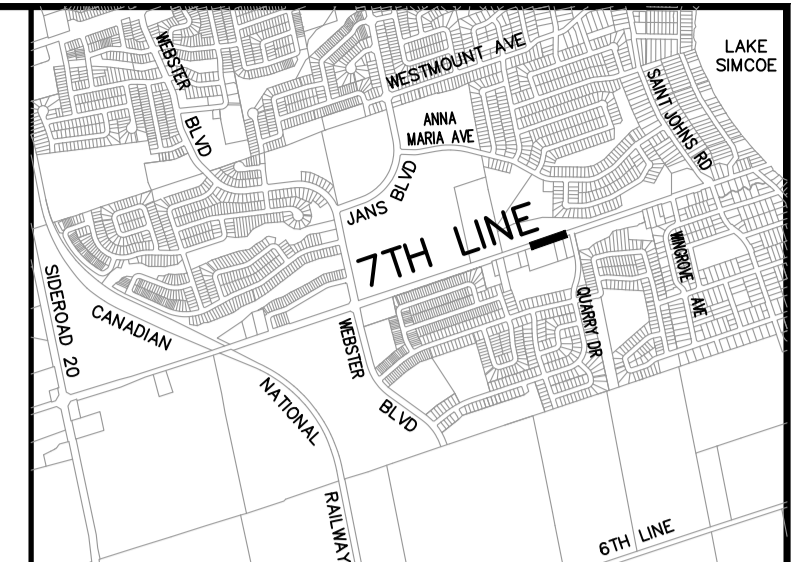 WEBSTER
BLVD
WESTMOUNT AVE
LAKE
SIMCOE
SAINT JOHNS RD
ANNA
MARIA AVE
JANS BLVD
7TH LINE
WINGROVE AVE
SIDEROAD 20
CANADIAN
NATIONAL
RAILWAY
WEBSTER
BLVD
QUARRY DR
6TH LINE